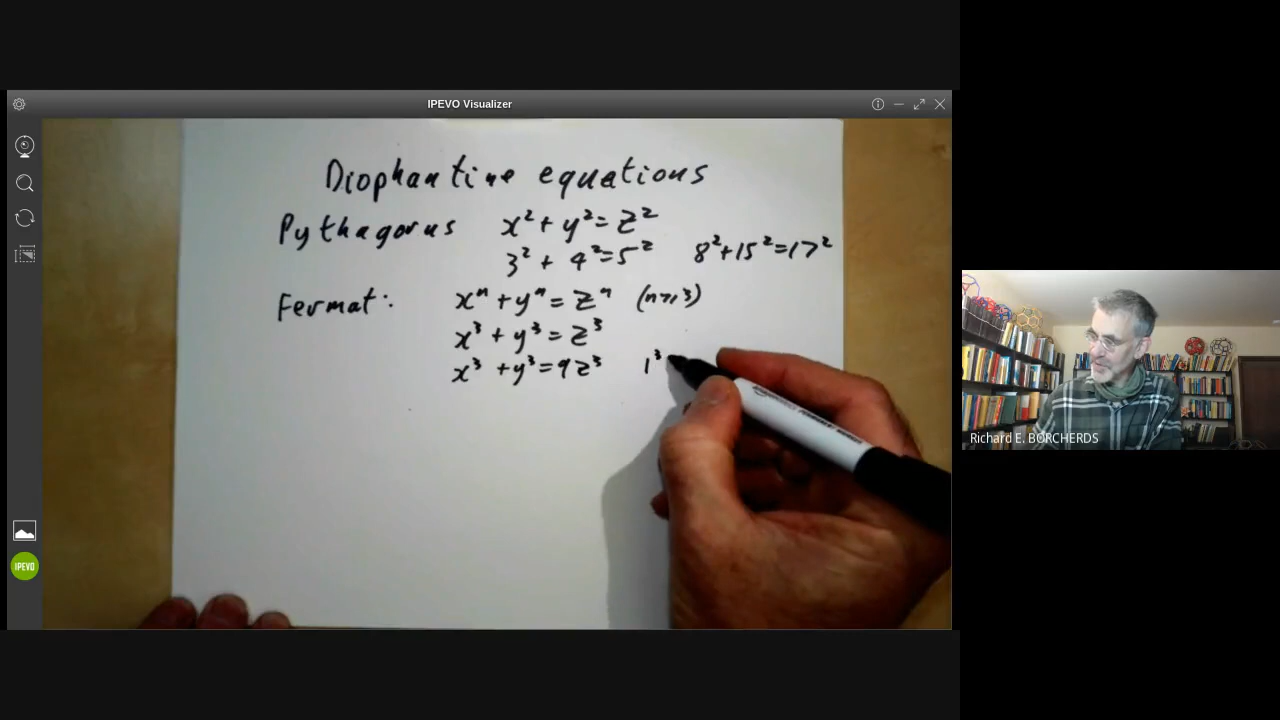 IPEVO Visualizer
Diophantine equations
Pythagorus x² + y² = z²
3² + 4² = 5² 8² + 15² = 17²
Fermat: xⁿ + yⁿ = zⁿ (n≥3)
x³ + y³ = z³
x³ + y³ = 9z³ 1³
Richard E. BORCHERDS
IPEVO